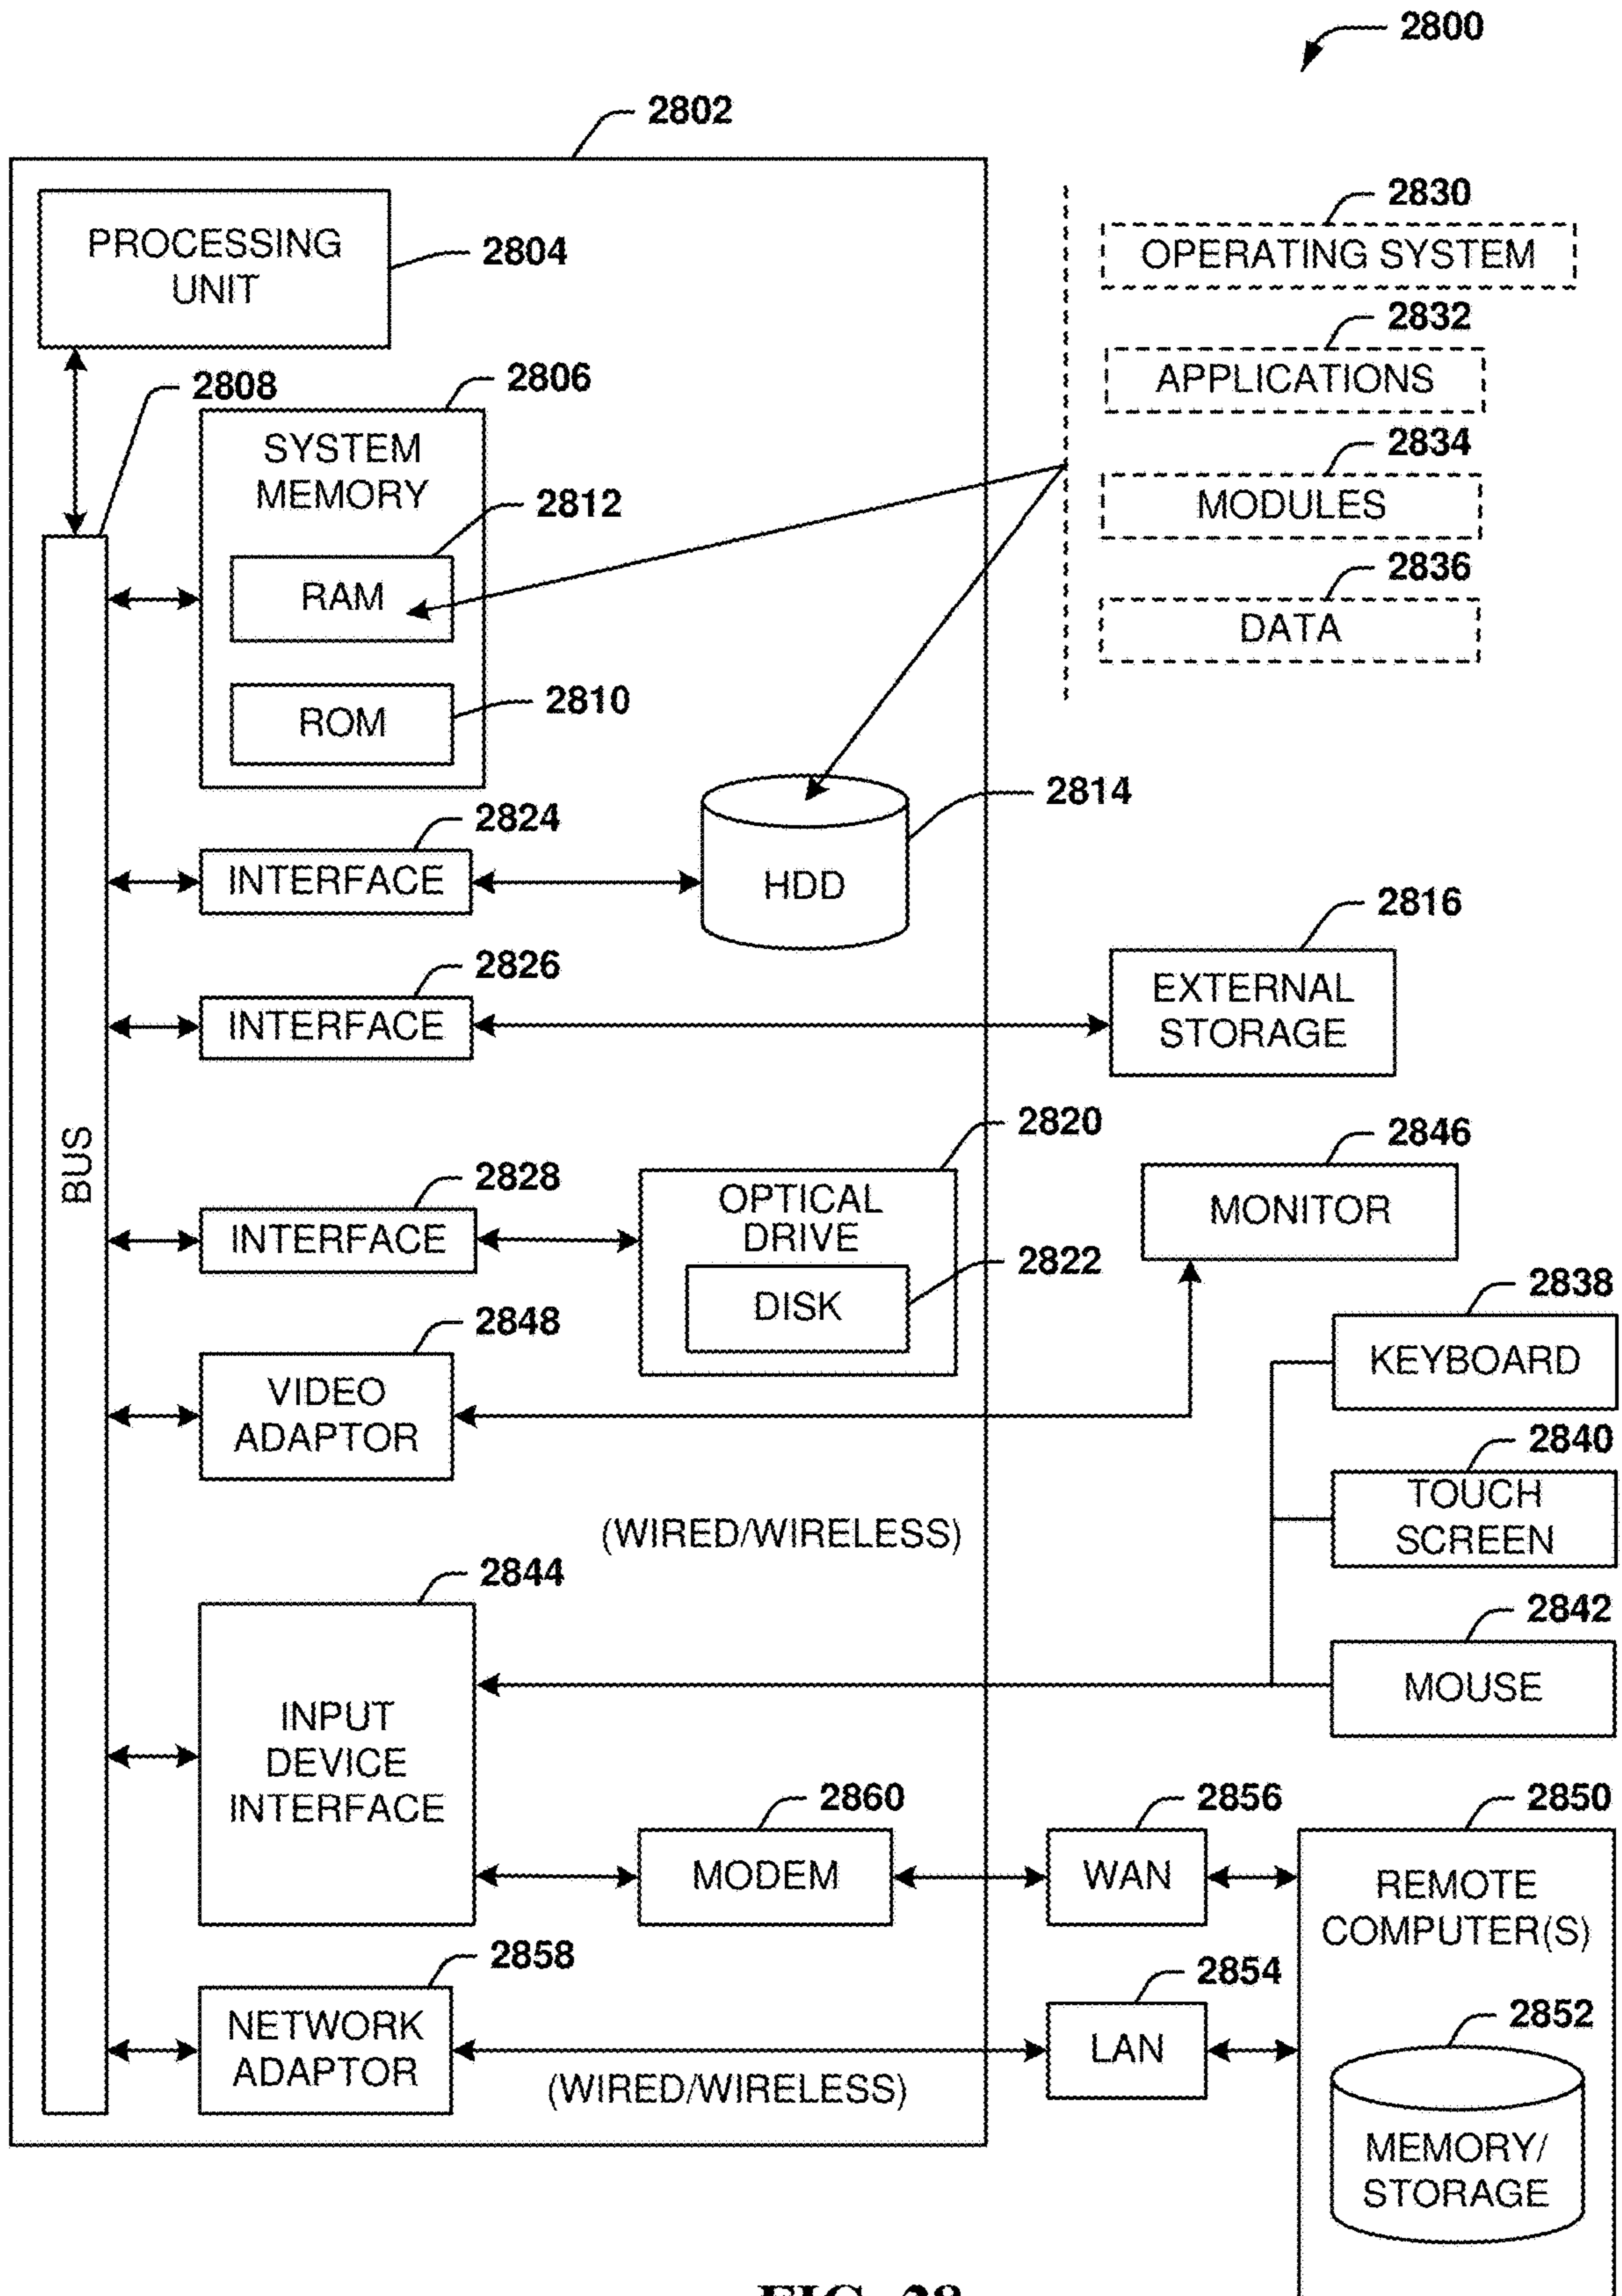 2800
2802
PROCESSING
UNIT
2804
2830
OPERATING SYSTEM
2832
APPLICATIONS
2834
MODULES
2836
DATA
2808
2806
SYSTEM
MEMORY
2812
RAM
2810
ROM
2814
HDD
2824
INTERFACE
2816
EXTERNAL
STORAGE
2826
INTERFACE
BUS
2820
OPTICAL
DRIVE
2822
DISK
2828
INTERFACE
2846
MONITOR
2848
VIDEO
ADAPTOR
2838
KEYBOARD
2840
TOUCH
SCREEN
2842
MOUSE
(WIRED/WIRELESS)
2844
INPUT
DEVICE
INTERFACE
2860
MODEM
2856
WAN
2850
REMOTE
COMPUTER(S)
2858
NETWORK
ADAPTOR
(WIRED/WIRELESS)
2854
LAN
2852
MEMORY/
STORAGE
FIG. 28